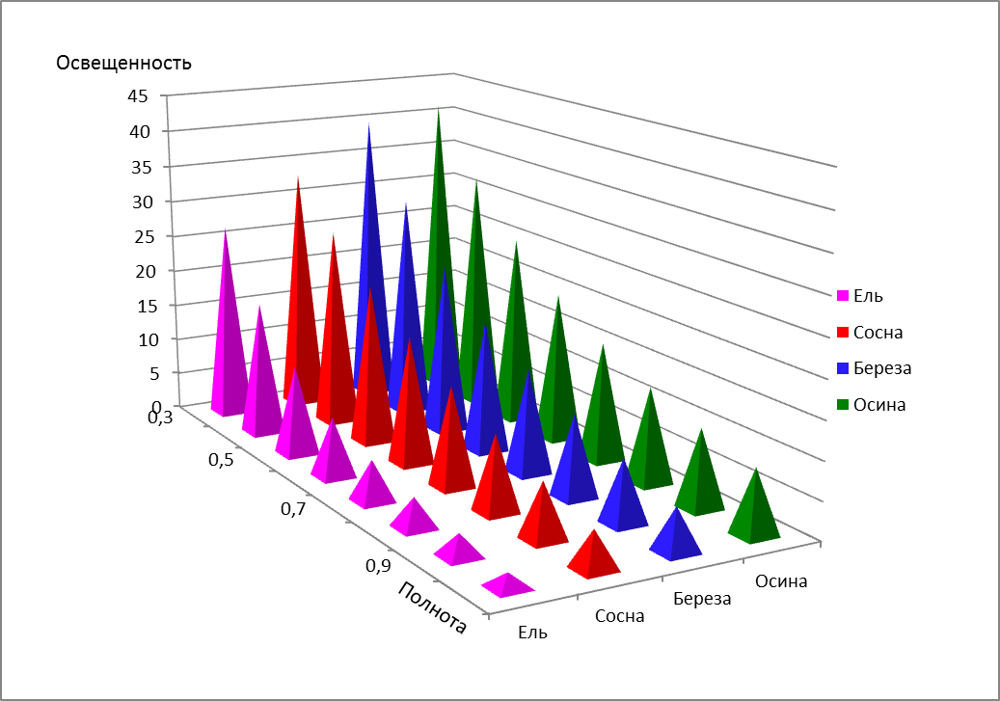 Освещенность
45
40
35
30
25
20
15
10
5
0
0,3
0,5
0,7
0,9
Полнота
Ель
Сосна
Береза
Осина
Ель
Сосна
Береза
Осина